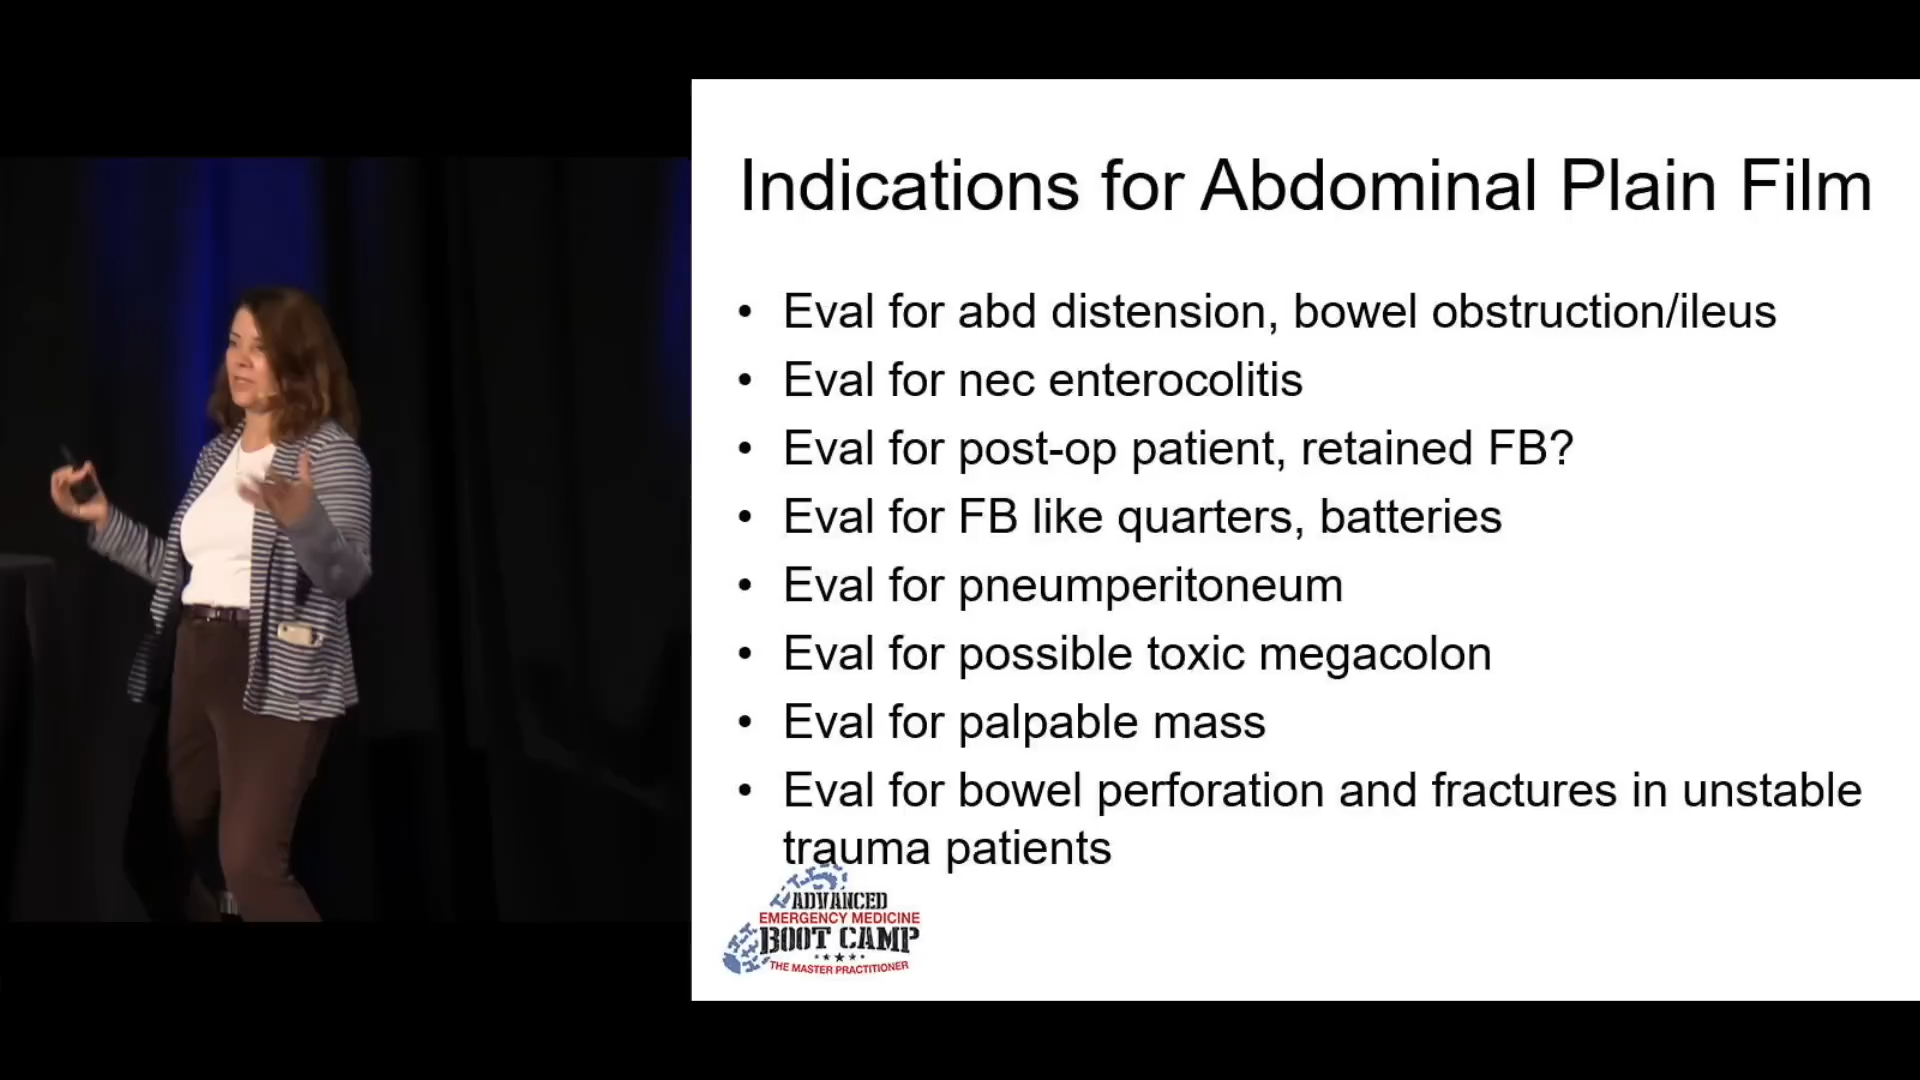 Indications for Abdominal Plain Film
• Eval for abd distension, bowel obstruction/ileus
• Eval for nec enterocolitis
• Eval for post-op patient, retained FB?
• Eval for FB like quarters, batteries
• Eval for pneumperitoneum
• Eval for possible toxic megacolon
• Eval for palpable mass
• Eval for bowel perforation and fractures in unstable
trauma patients
ADVANCED
EMERGENCY MEDICINE
BOOT CAMP
THE MASTER PRACTITIONER